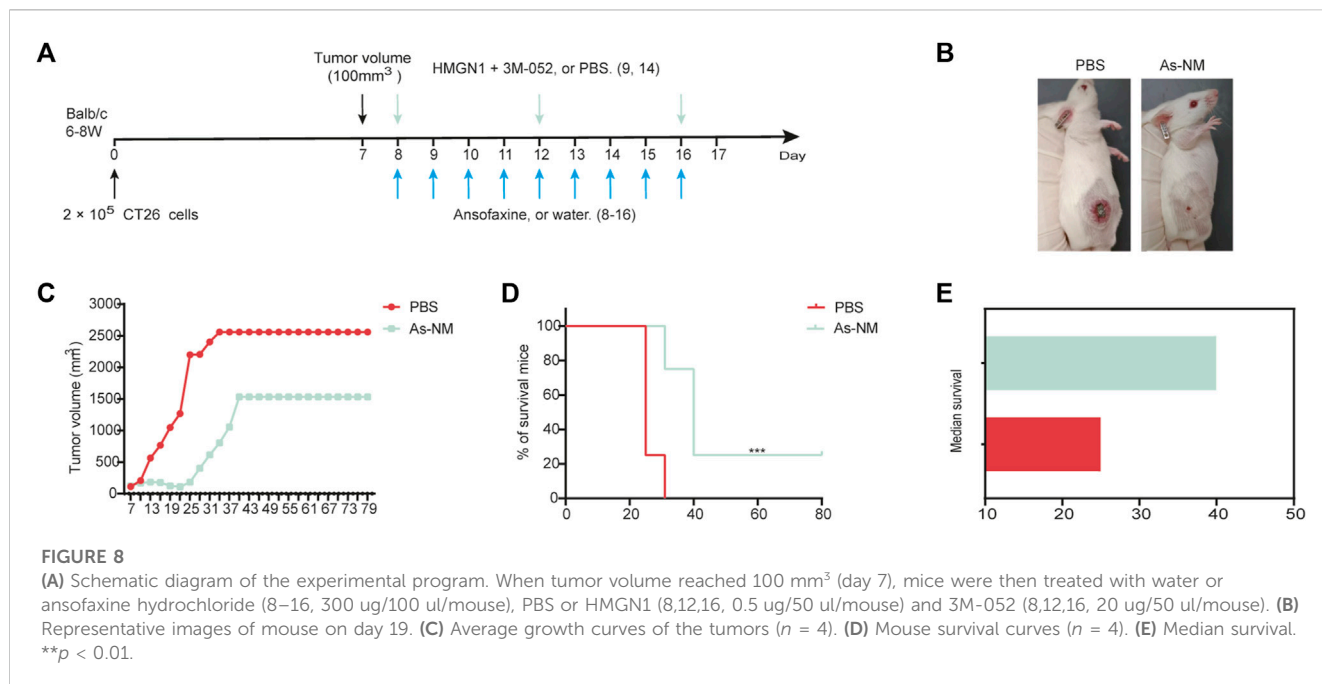 A
Tumor volume
(100mm³)
HMGN1 + 3M-052, or PBS. (9, 14)
Balb/c
6-8W
0 7 8 9 10 11 12 13 14 15 16 17 Day
2 × 10⁵ CT26 cells
Ansofaxine, or water. (8-16)
B
PBS As-NM
C
Tumor volume (mm³)
3000
2500
2000
1500
1000
500
0
7 13 19 25 31 37 43 49 55 61 67 73 79
PBS
As-NM
D
% of survival mice
100
80
60
40
20
0
0 20 40 60 80
***
PBS
As-NM
E
Median survival
10 20 30 40 50
FIGURE 8
(A) Schematic diagram of the experimental program. When tumor volume reached 100 mm³ (day 7), mice were then treated with water or
ansofaxine hydrochloride (8–16, 300 ug/100 ul/mouse), PBS or HMGN1 (8,12,16, 0.5 ug/50 ul/mouse) and 3M-052 (8,12,16, 20 ug/50 ul/mouse). (B)
Representative images of mouse on day 19. (C) Average growth curves of the tumors (n = 4). (D) Mouse survival curves (n = 4). (E) Median survival.
**p < 0.01.